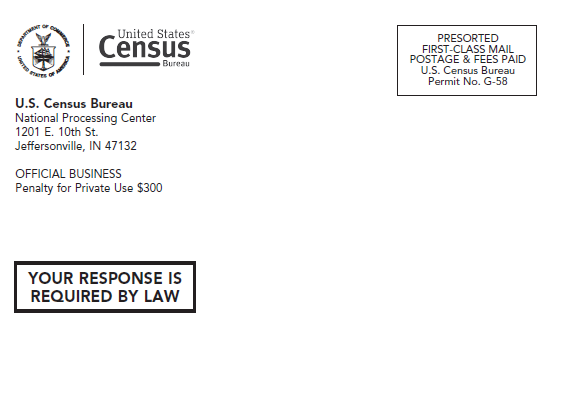 DEPARTMENT OF COMMERCE
UNITED STATES OF AMERICA
United States®
Census
Bureau
PRESORTED
FIRST-CLASS MAIL
POSTAGE & FEES PAID
U.S. Census Bureau
Permit No. G-58
U.S. Census Bureau
National Processing Center
1201 E. 10th St.
Jeffersonville, IN 47132
OFFICIAL BUSINESS
Penalty for Private Use $300
YOUR RESPONSE IS
REQUIRED BY LAW